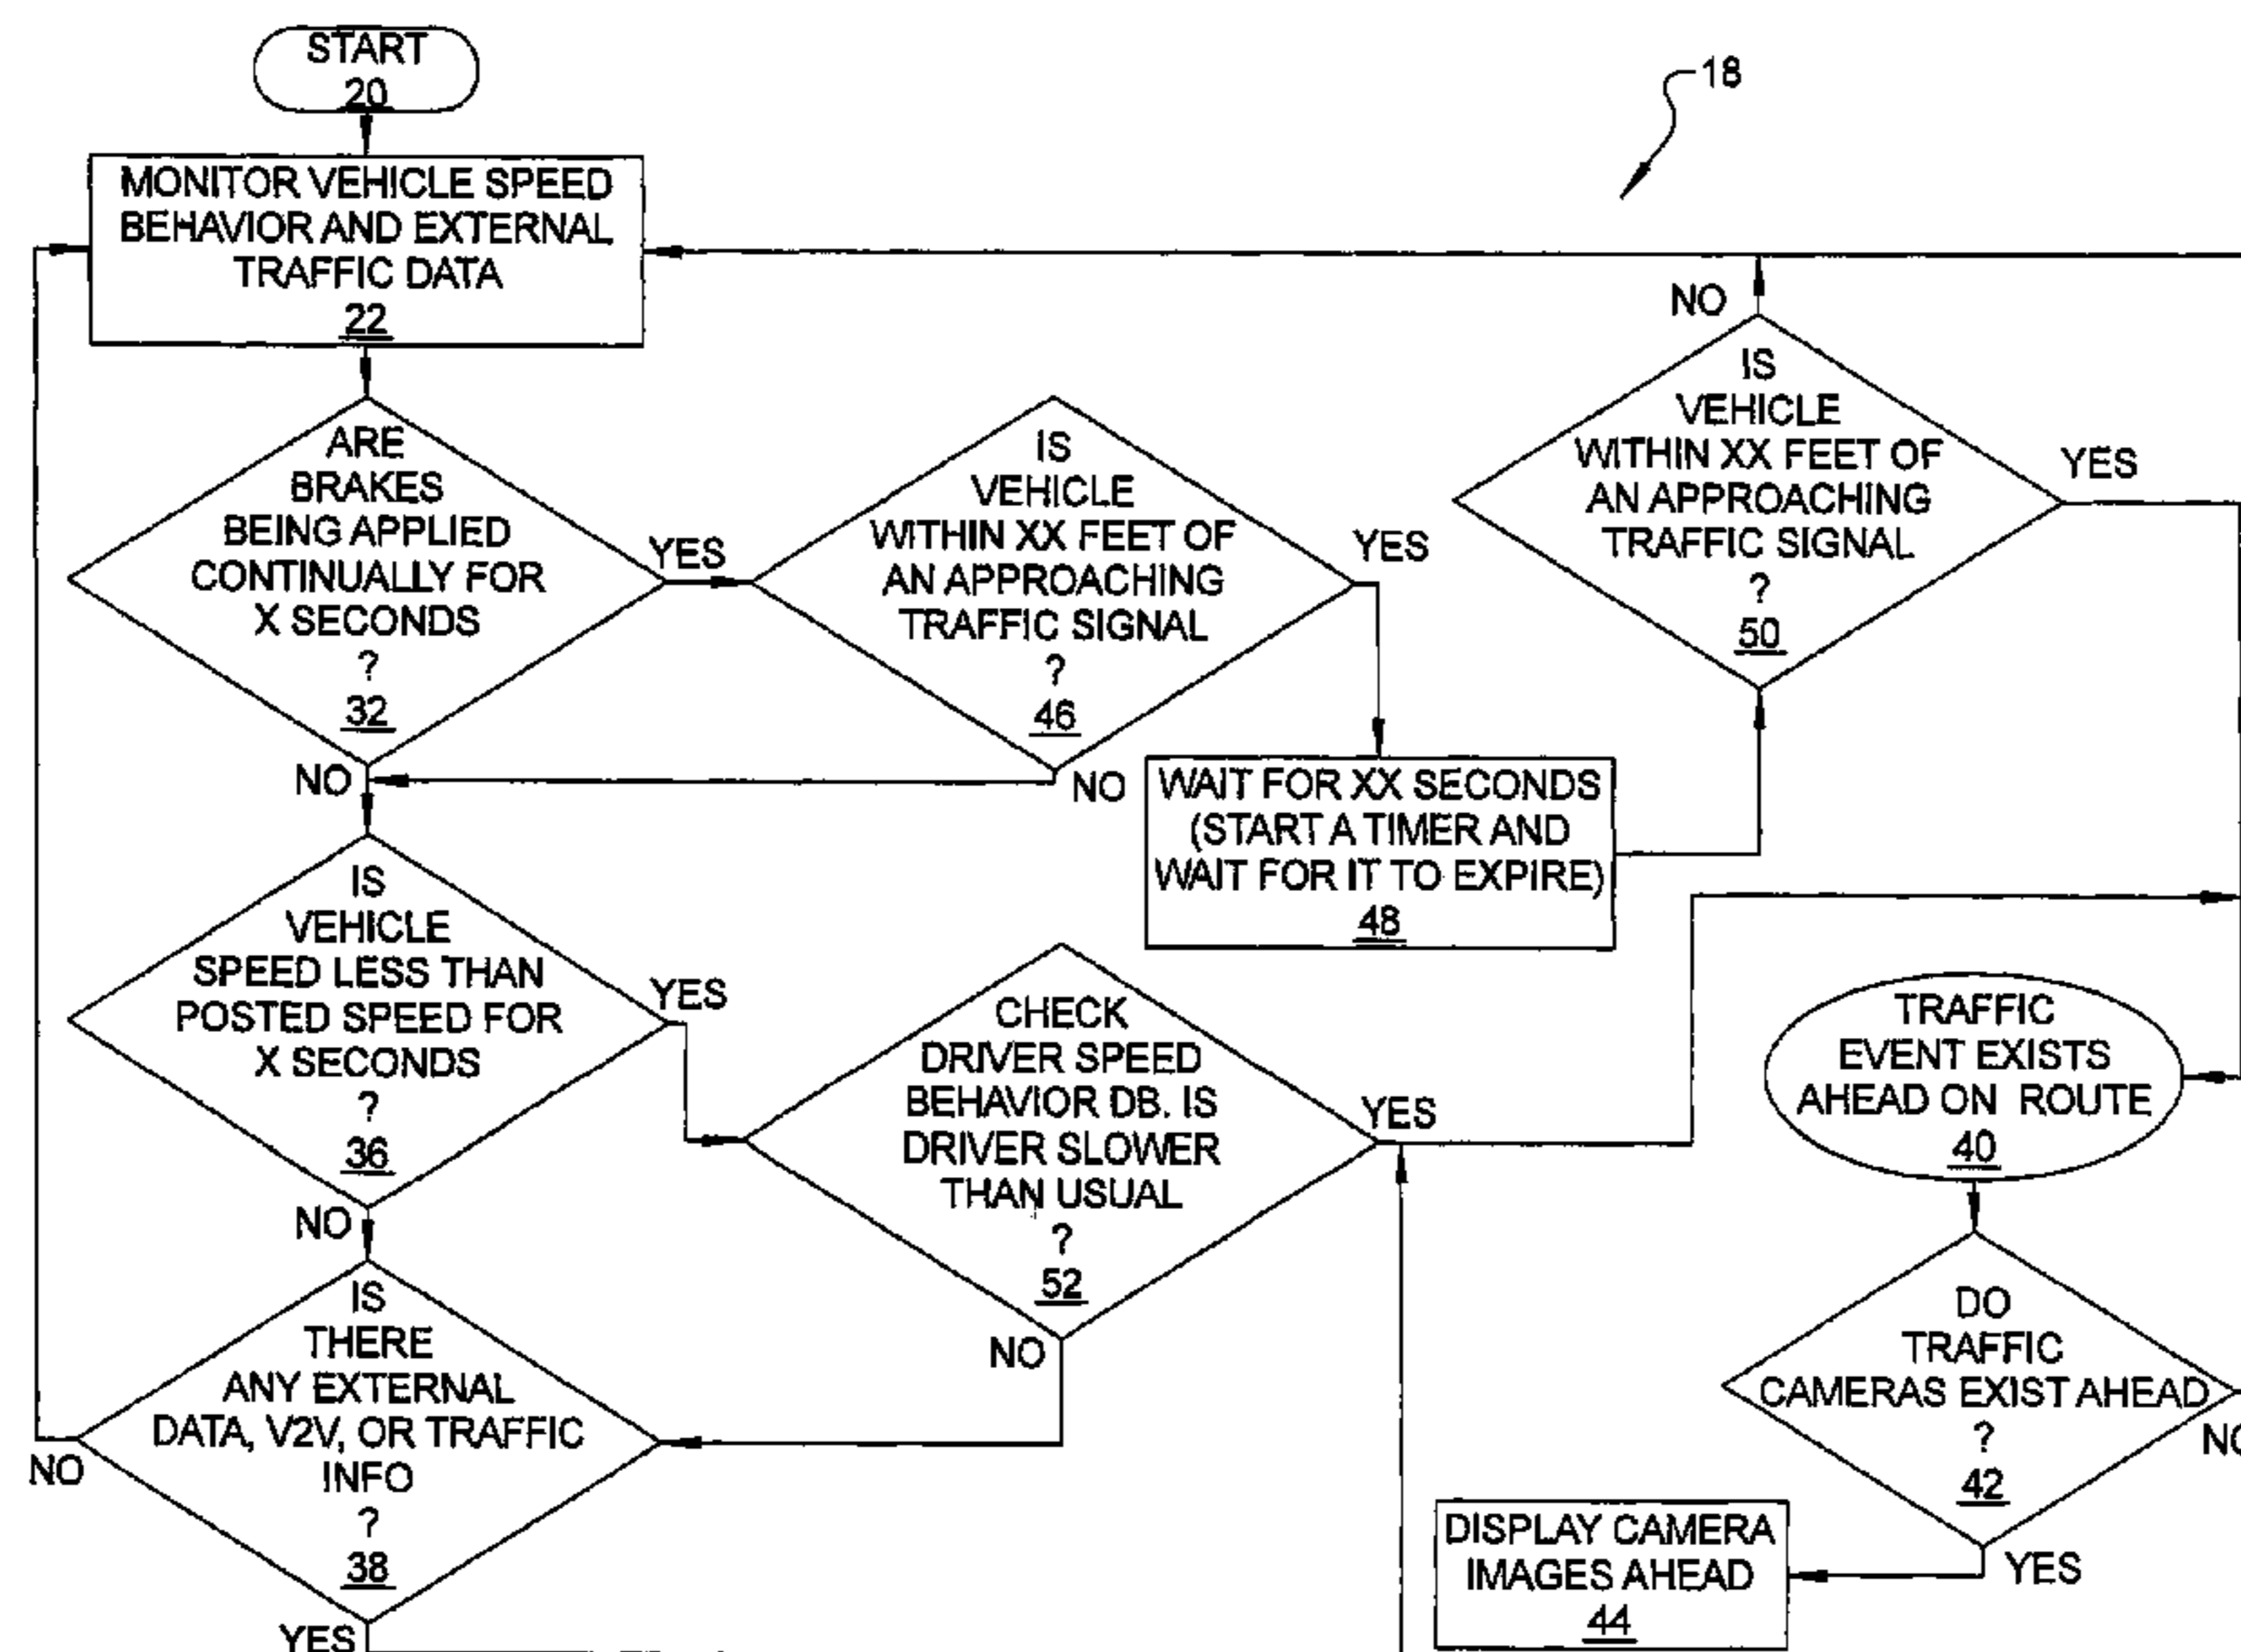 START
20
18
MONITOR VEHICLE SPEED
BEHAVIOR AND EXTERNAL
TRAFFIC DATA
22
ARE
BRAKES
BEING APPLIED
CONTINUALLY FOR
X SECONDS
?
32
YES
NO
IS
VEHICLE
WITHIN XX FEET OF
AN APPROACHING
TRAFFIC SIGNAL
?
46
YES
NO
WAIT FOR XX SECONDS
(START A TIMER AND
WAIT FOR IT TO EXPIRE)
48
NO
IS
VEHICLE
WITHIN XX FEET OF
AN APPROACHING
TRAFFIC SIGNAL
?
50
YES
IS
VEHICLE
SPEED LESS THAN
POSTED SPEED FOR
X SECONDS
?
36
YES
NO
CHECK
DRIVER SPEED
BEHAVIOR DB. IS
DRIVER SLOWER
THAN USUAL
?
52
YES
NO
TRAFFIC
EVENT EXISTS
AHEAD ON ROUTE
40
DO
TRAFFIC
CAMERAS EXIST AHEAD
?
42
NO
YES
DISPLAY CAMERA
IMAGES AHEAD
44
IS
THERE
ANY EXTERNAL
DATA, V2V, OR TRAFFIC
INFO
?
38
NO
YES